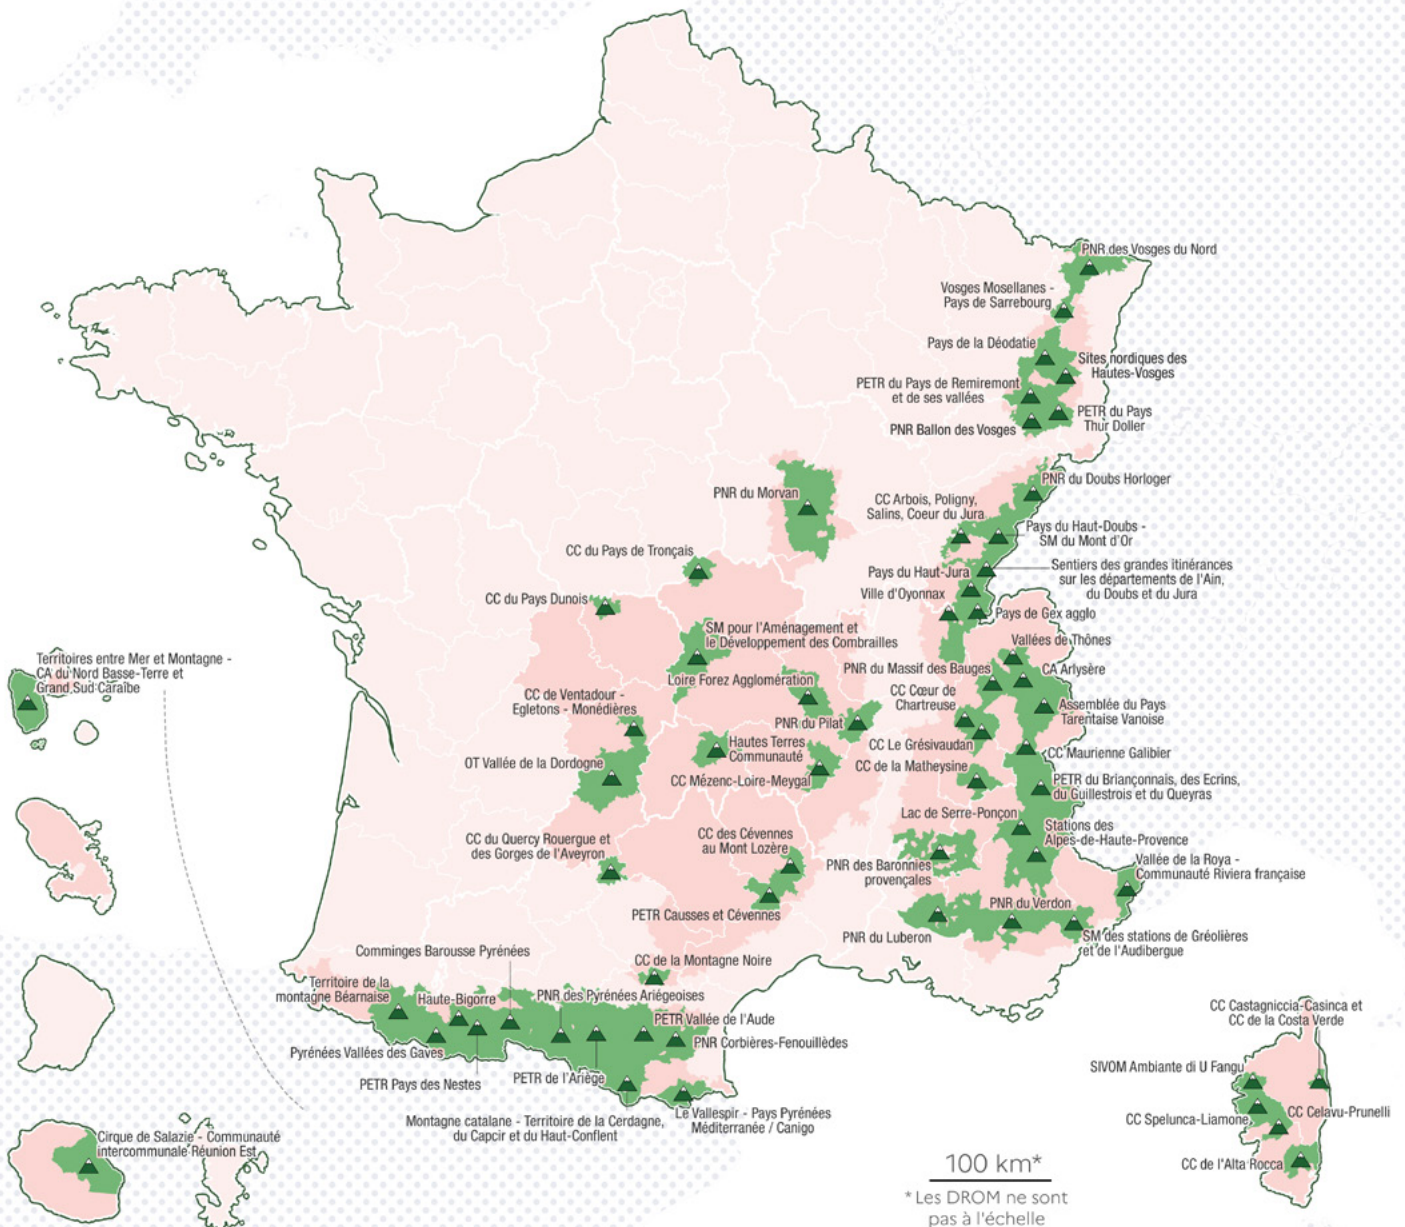 PNR des Vosges du Nord
Vosges Mosellanes -
Pays de Sarrebourg
Pays de la Déodatie
Sites nordiques des
Hautes-Vosges
PETR du Pays de Remiremont
et de ses vallées
PETR du Pays
Thur Doller
PNR Ballon des Vosges
PNR du Morvan
CC Arbois, Poligny,
Salins, Coeur du Jura
PNR du Doubs Horloger
Pays du Haut-Doubs -
SM du Mont d'Or
CC du Pays de Tronçais
Pays du Haut-Jura
Sentiers des grandes itinérances
sur les départements de l'Ain,
du Doubs et du Jura
CC du Pays Dunois
Ville d'Oyonnax
Pays de Gex agglo
SM pour l'Aménagement et
le Développement des Combrailles
Vallées de Thônes
Territoires entre Mer et Montagne -
CA du Nord Basse-Terre et
Grand Sud Caraïbe
Loire Forez Agglomération
PNR du Massif des Bauges
CA Arlysère
CC de Ventadour -
Egletons - Monédières
CC Cœur de
Chartreuse
Assemblée du Pays
Tarentaise Vanoise
PNR du Pilat
Hautes Terres
Communauté
CC Le Grésivaudan
CC Maurienne Galibier
OT Vallée de la Dordogne
CC Mézenc-Loire-Meygal
CC de la Matheysine
PETR du Briançonnais, des Ecrins,
du Guillestrois et du Queyras
Lac de Serre-Ponçon
Stations des
Alpes-de-Haute-Provence
CC du Quercy Rouergue et
des Gorges de l'Aveyron
CC des Cévennes
au Mont Lozère
PNR des Baronnies
provençales
Vallée de la Roya -
Communauté Riviera française
PETR Causses et Cévennes
PNR du Verdon
PNR du Luberon
SM des stations de Gréolières
et de l'Audibergue
Comminges Barousse Pyrénées
CC de la Montagne Noire
Territoire de la
montagne Béarnaise
Haute-Bigorre
PNR des Pyrénées Ariégeoises
PETR Vallée de l'Aude
PNR Corbières-Fenouillèdes
Pyrénées Vallées des Gaves
PETR Pays des Nestes
PETR de l'Ariège
Montagne catalane - Territoire de la Cerdagne,
du Capcir et du Haut-Conflent
Le Vallespir - Pays Pyrénées
Méditerranée / Canigo
CC Castagniccia-Casinca et
CC de la Costa Verde
SIVOM Ambiante di U Fangu
CC Spelunca-Liamone
CC Celavu-Prunelli
CC de l'Alta Rocca
Cirque de Salazie - Communauté
intercommunale Réunion Est
100 km*
* Les DROM ne sont
pas à l'échelle